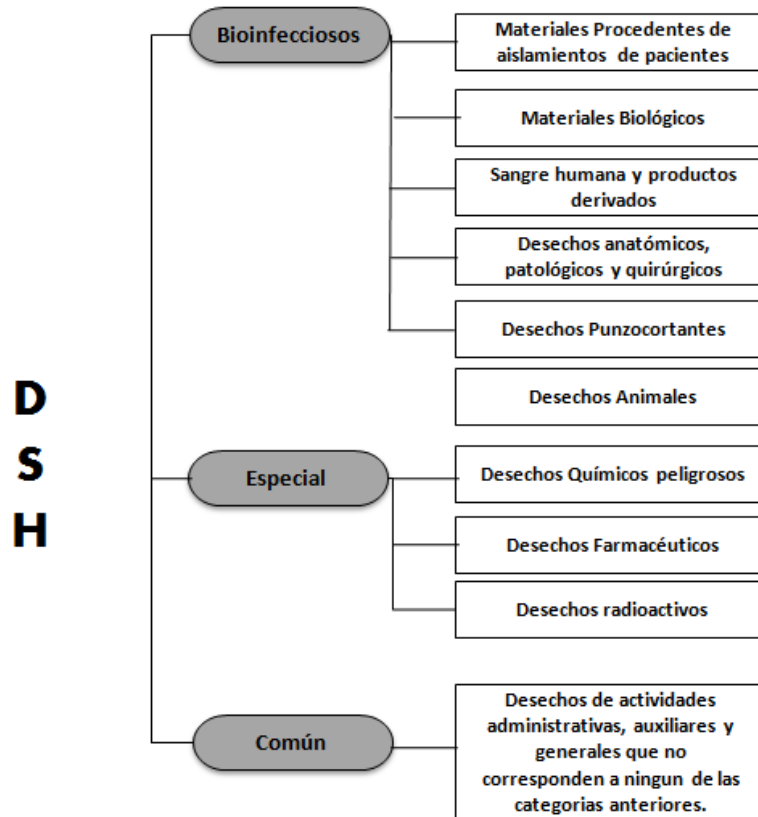 D
S
H
Bioinfecciosos
Materiales Procedentes de
aislamientos de pacientes
Materiales Biológicos
Sangre humana y productos
derivados
Desechos anatómicos,
patológicos y quirúrgicos
Desechos Punzocortantes
Desechos Animales
Especial
Desechos Químicos peligrosos
Desechos Farmacéuticos
Desechos radioactivos
Común
Desechos de actividades
administrativas, auxiliares y
generales que no
corresponden a ningun de las
categorias anteriores.